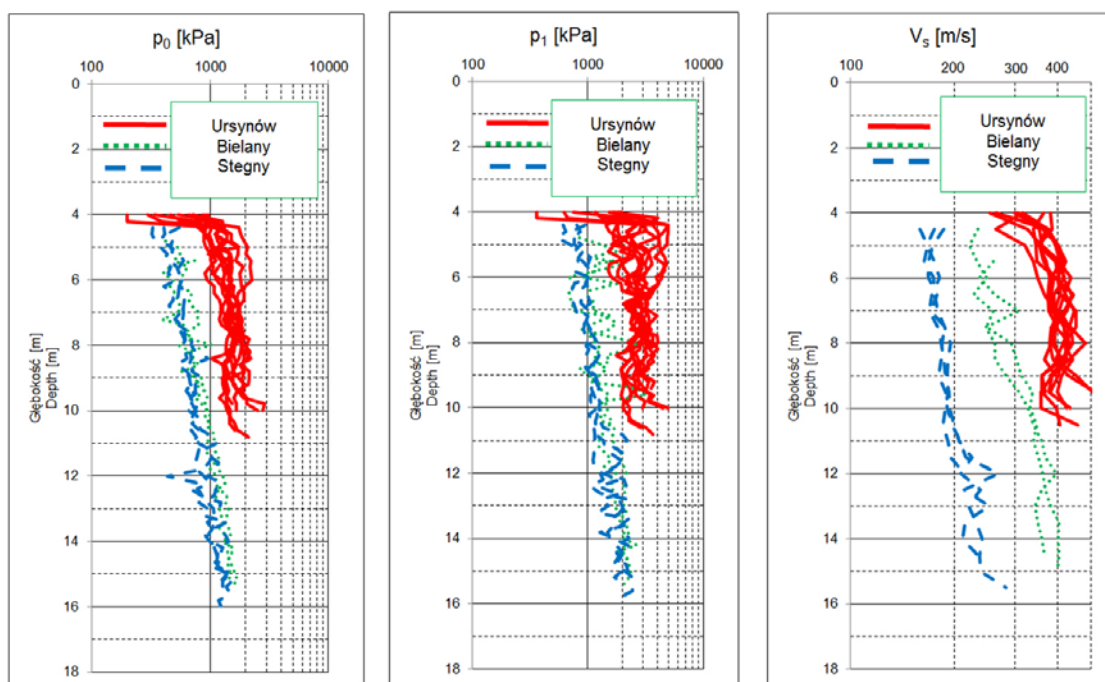 p0 [kPa]
100 1000 10000
0
2
4
6
8
10
12
14
16
18
Głębokość [m]
Depth [m]
Ursynów
Bielany
Stegny
p1 [kPa]
100 1000 10000
0
2
4
6
8
10
12
14
16
18
Głębokość [m]
Depth [m]
Ursynów
Bielany
Stegny
Vs [m/s]
100 200 300 400
0
2
4
6
8
10
12
14
16
18
Głębokość [m]
Depth [m]
Ursynów
Bielany
Stegny